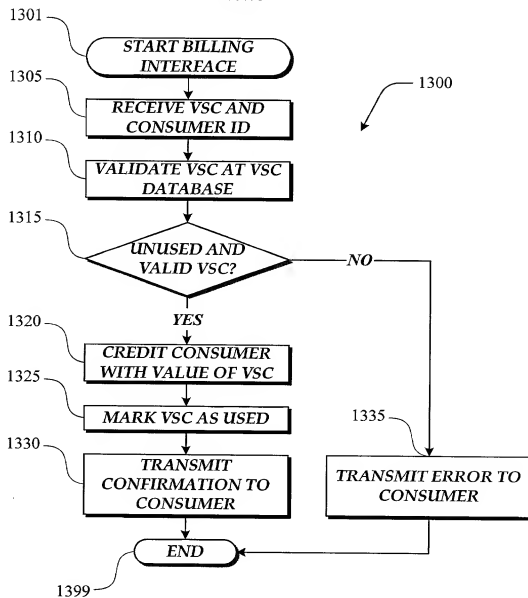 1301
START BILLING
INTERFACE
1300
1305
RECEIVE VSC AND
CONSUMER ID
1310
VALIDATE VSC AT VSC
DATABASE
1315
UNUSED AND
VALID VSC?
NO
YES
1320
CREDIT CONSUMER
WITH VALUE OF VSC
1325
MARK VSC AS USED
1330
TRANSMIT
CONFIRMATION TO
CONSUMER
1335
TRANSMIT ERROR TO
CONSUMER
END
1399